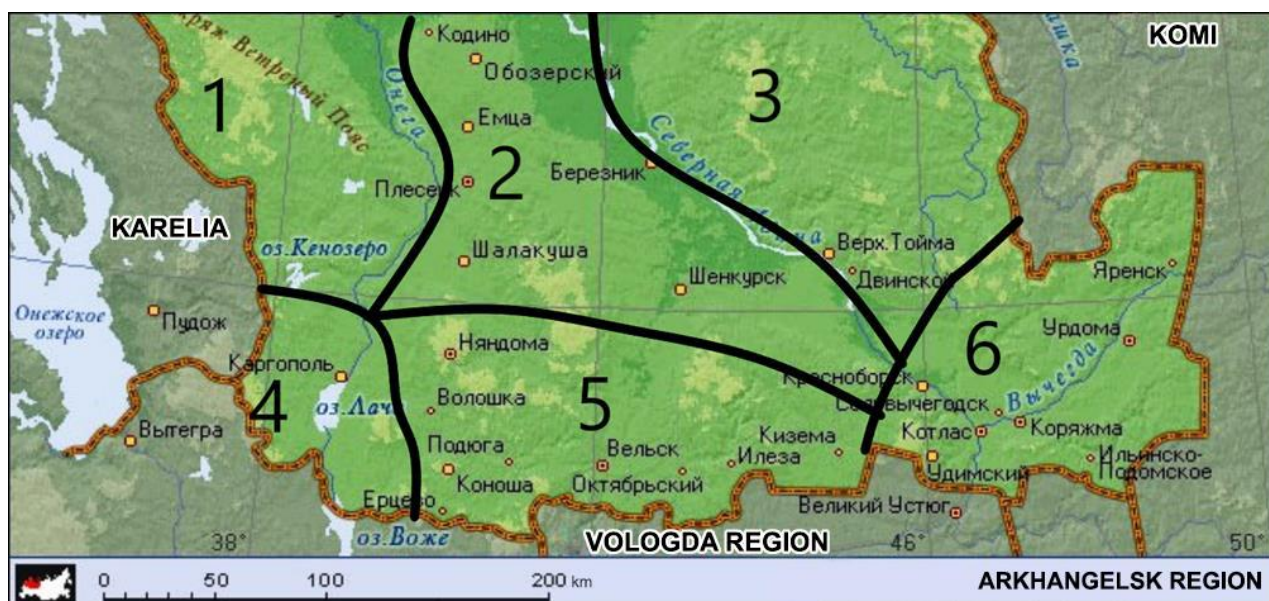 Кодино
КОМI
Обозерский
1
кряж Ветреный Пояс
Онега
3
Емца
Северная Двина
2
Плесецк
Березник
KARELIA
оз.Кенозеро
Шалакуша
Верх.Тойма
Двинской
Яренск
Шенкурск
Онежское
озеро
Пудож
Урдома
Няндома
6
Каргополь
Красноборск
4
оз.Лача
Волошка
5
Сольвычегодск
Вычегда
Вытегра
Подюга
Вельск
Кизема
Котлас
Коряжма
Илеза
Коноша
Октябрьский
Удимский
Ильинско-
Подомское
Ерцево
Великий Устюг
оз.Воже
38°
VOLOGDA REGION
46°
50°
0 50 100 200 km
ARKHANGELSK REGION